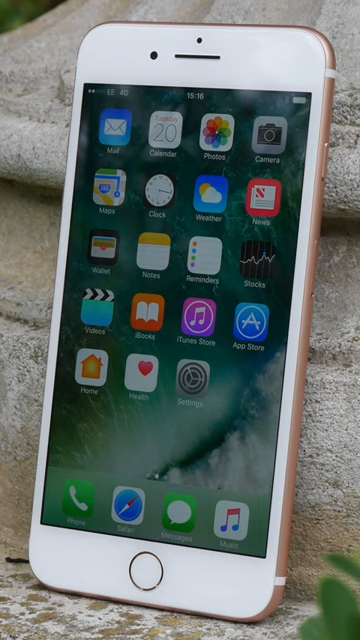 EE 4G 15:16
Tuesday
20
Mail Calendar Photos Camera
Maps Clock Weather News
Wallet Notes Reminders Stocks
Videos iBooks iTunes Store App Store
Home Health Settings
Phone Safari Messages Music